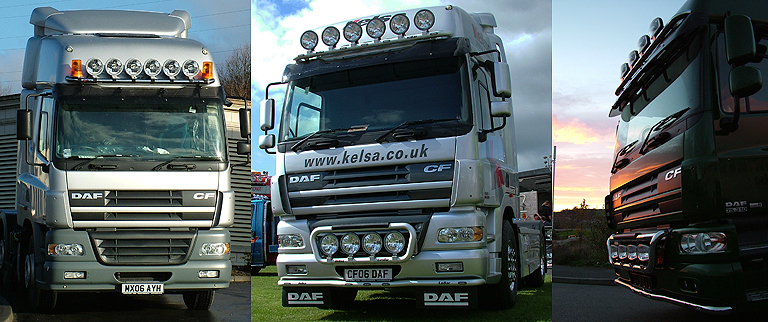 DAF CF
MX06 AYH
www.kelsa.co.uk
DAF CF
CF06 DAF
DAF DAF
CF
DAF